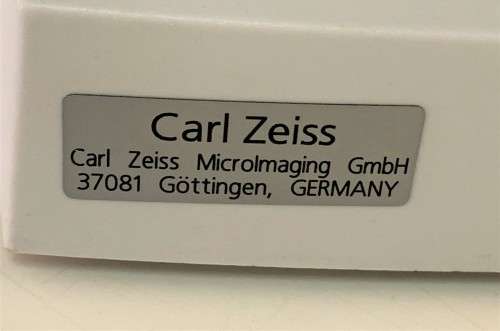 Carl Zeiss
Carl Zeiss MicroImaging GmbH
37081 Göttingen, GERMANY